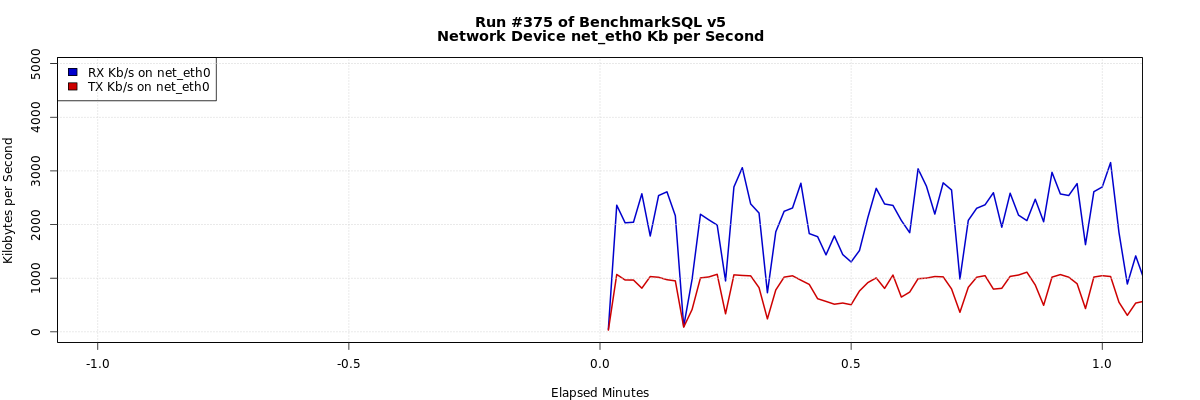 Run #375 of BenchmarkSQL v5
Network Device net_eth0 Kb per Second
RX Kb/s on net_eth0
TX Kb/s on net_eth0
Kilobytes per Second
5000
4000
3000
2000
1000
0
-1.0
-0.5
0.0
0.5
1.0
Elapsed Minutes